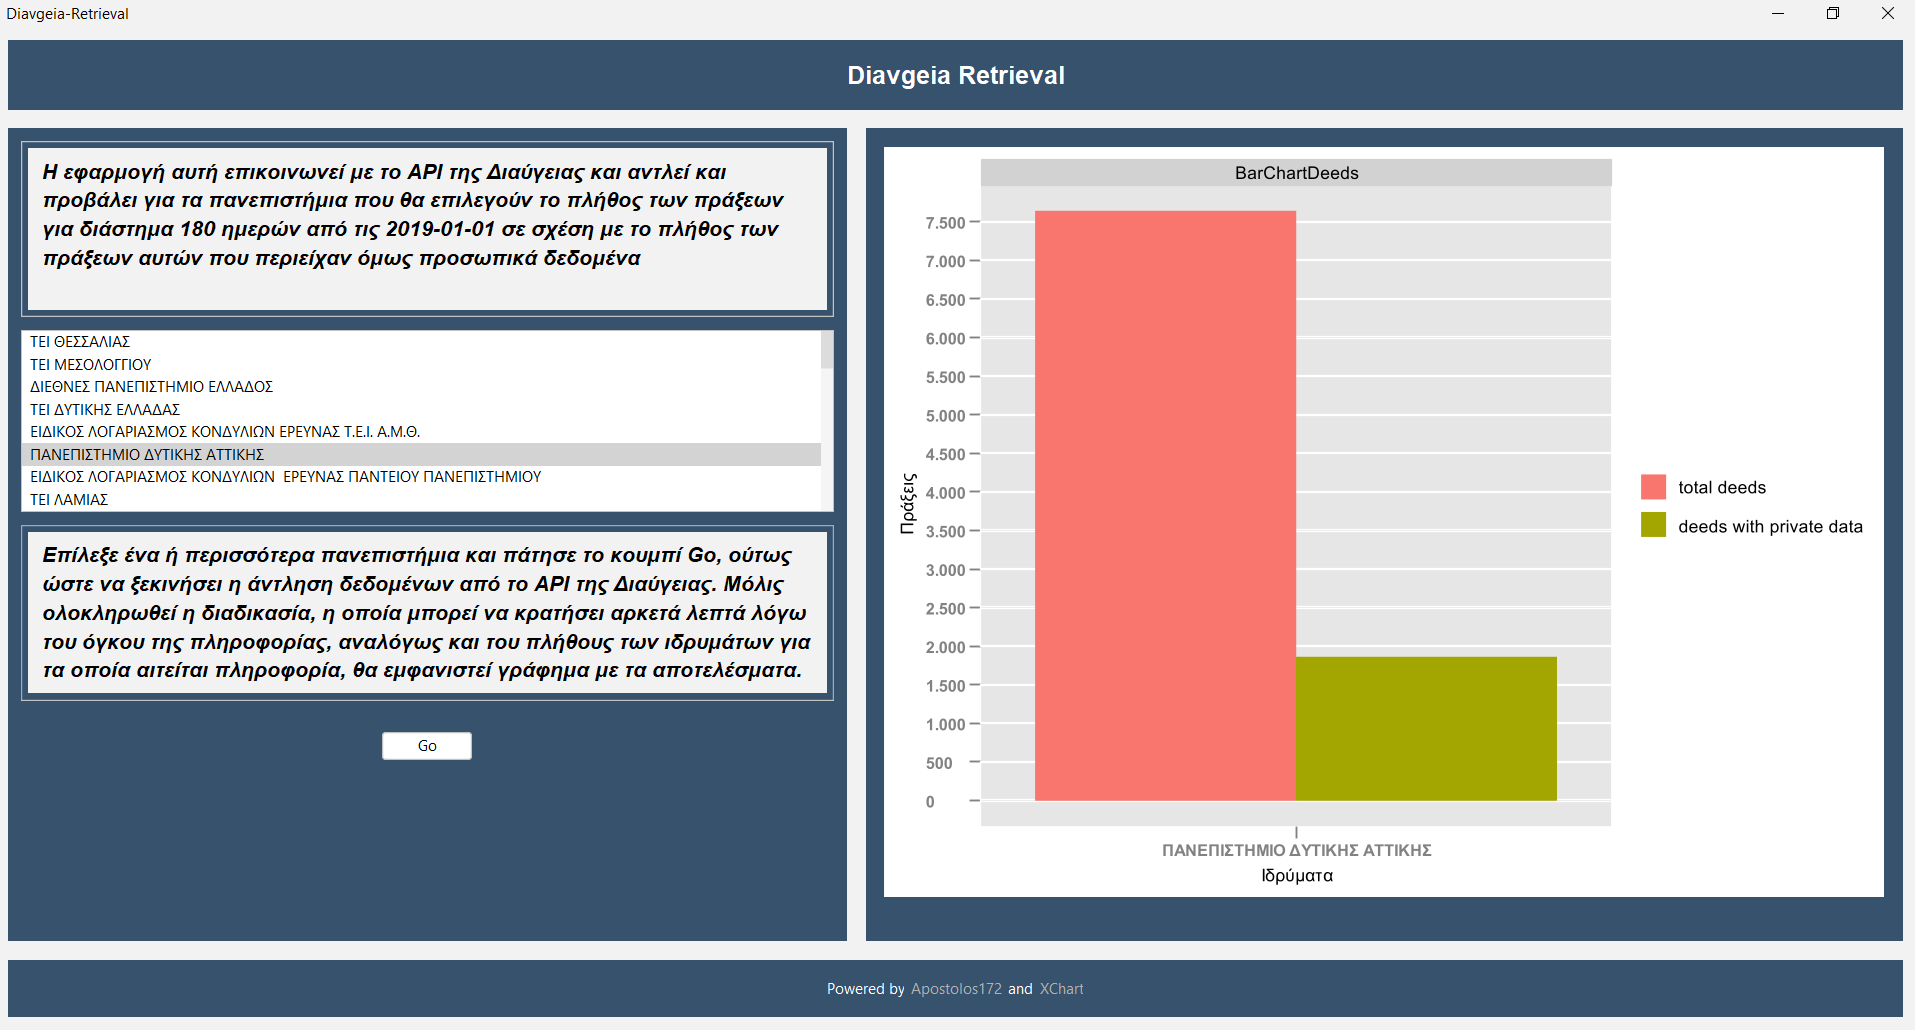 Diavgeia-Retrieval
Diavgeia Retrieval
Η εφαρμογή αυτή επικοινωνεί με το API της Διαύγειας και αντλεί και
προβάλει για τα πανεπιστήμια που θα επιλεγούν το πλήθος των πράξεων
για διάστημα 180 ημερών από τις 2019-01-01 σε σχέση με το πλήθος των
πράξεων αυτών που περιείχαν όμως προσωπικά δεδομένα
ΤΕΙ ΘΕΣΣΑΛΙΑΣ
ΤΕΙ ΜΕΣΟΛΟΓΓΙΟΥ
ΔΙΕΘΝΕΣ ΠΑΝΕΠΙΣΤΗΜΙΟ ΕΛΛΑΔΟΣ
ΤΕΙ ΔΥΤΙΚΗΣ ΕΛΛΑΔΑΣ
ΕΙΔΙΚΟΣ ΛΟΓΑΡΙΑΣΜΟΣ ΚΟΝΔΥΛΙΩΝ ΕΡΕΥΝΑΣ Τ.Ε.Ι. Α.Μ.Θ.
ΠΑΝΕΠΙΣΤΗΜΙΟ ΔΥΤΙΚΗΣ ΑΤΤΙΚΗΣ
ΕΙΔΙΚΟΣ ΛΟΓΑΡΙΑΣΜΟΣ ΚΟΝΔΥΛΙΩΝ  ΕΡΕΥΝΑΣ ΠΑΝΤΕΙΟΥ ΠΑΝΕΠΙΣΤΗΜΙΟΥ
ΤΕΙ ΛΑΜΙΑΣ
Επίλεξε ένα ή περισσότερα πανεπιστήμια και πάτησε το κουμπί Go, ούτως
ώστε να ξεκινήσει η άντληση δεδομένων από το API της Διαύγειας. Μόλις
ολοκληρωθεί η διαδικασία, η οποία μπορεί να κρατήσει αρκετά λεπτά λόγω
του όγκου της πληροφορίας, αναλόγως και του πλήθους των ιδρυμάτων για
τα οποία αιτείται πληροφορία, θα εμφανιστεί γράφημα με τα αποτελέσματα.
Go
BarChartDeeds
Πράξεις
7.500
7.000
6.500
6.000
5.500
5.000
4.500
4.000
3.500
3.000
2.500
2.000
1.500
1.000
500
0
ΠΑΝΕΠΙΣΤΗΜΙΟ ΔΥΤΙΚΗΣ ΑΤΤΙΚΗΣ
Ιδρύματα
total deeds
deeds with private data
Powered by Apostolos172 and XChart